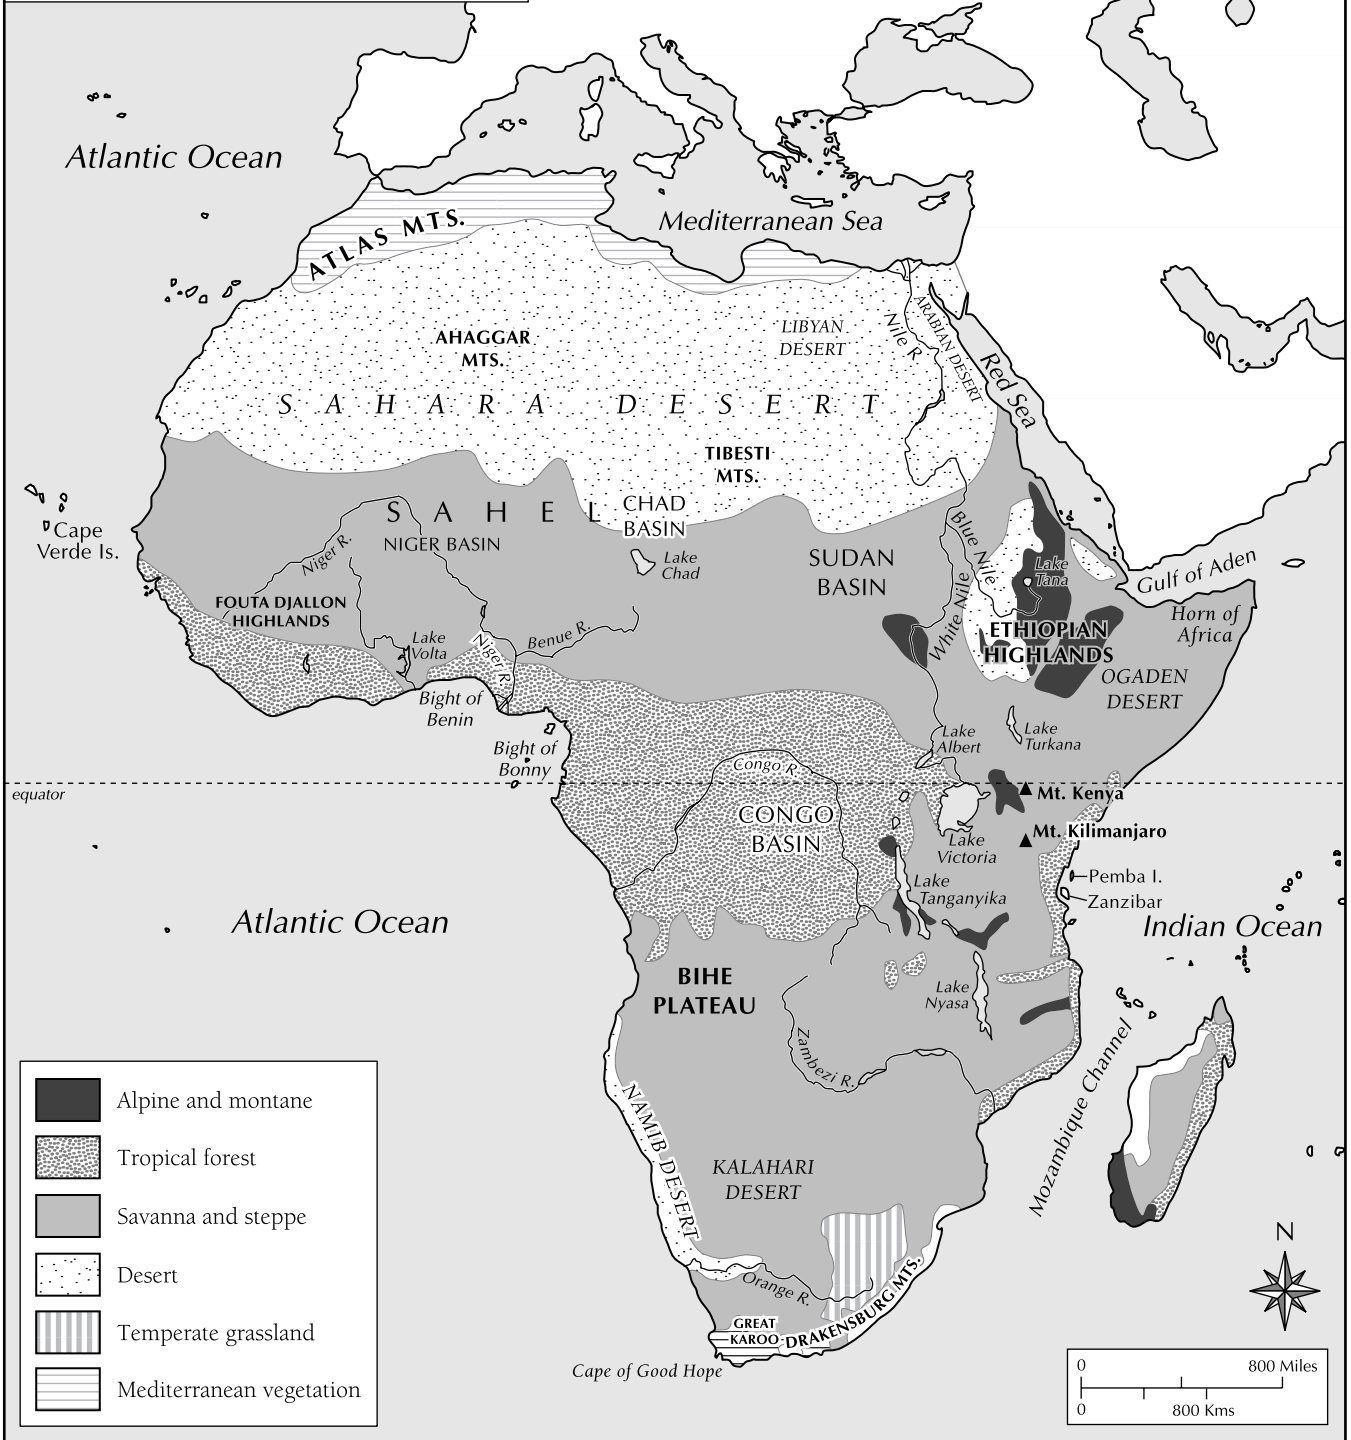 Atlantic Ocean
Mediterranean Sea
ATLAS MTS.
AHAGGAR
MTS.
LIBYAN
DESERT
Nile R.
ARABIAN DESERT
Red Sea
SAHARA DESERT
TIBESTI
MTS.
SAHEL
CHAD
BASIN
NIGER BASIN
Cape
Verde Is.
Niger R.
Lake
Chad
SUDAN
BASIN
Blue Nile
White Nile
Lake
Tana
Gulf of Aden
Horn of
Africa
FOUTA DJALLON
HIGHLANDS
Lake
Volta
Niger R.
Benue R.
ETHIOPIAN
HIGHLANDS
OGADEN
DESERT
Bight of
Benin
Bight of
Bonny
Lake
Albert
Lake
Turkana
equator
Congo R.
CONGO
BASIN
Mt. Kenya
Mt. Kilimanjaro
Lake
Victoria
Lake
Tanganyika
Pemba I.
Zanzibar
Atlantic Ocean
Indian Ocean
BIHE
PLATEAU
Lake
Nyasa
Zambezi R.
Mozambique Channel
NAMIB DESERT
KALAHARI
DESERT
Orange R.
GREAT
KAROO
DRAKENSBURG MTS.
Cape of Good Hope
Alpine and montane
Tropical forest
Savanna and steppe
Desert
Temperate grassland
Mediterranean vegetation
N
0 800 Miles
0 800 Kms